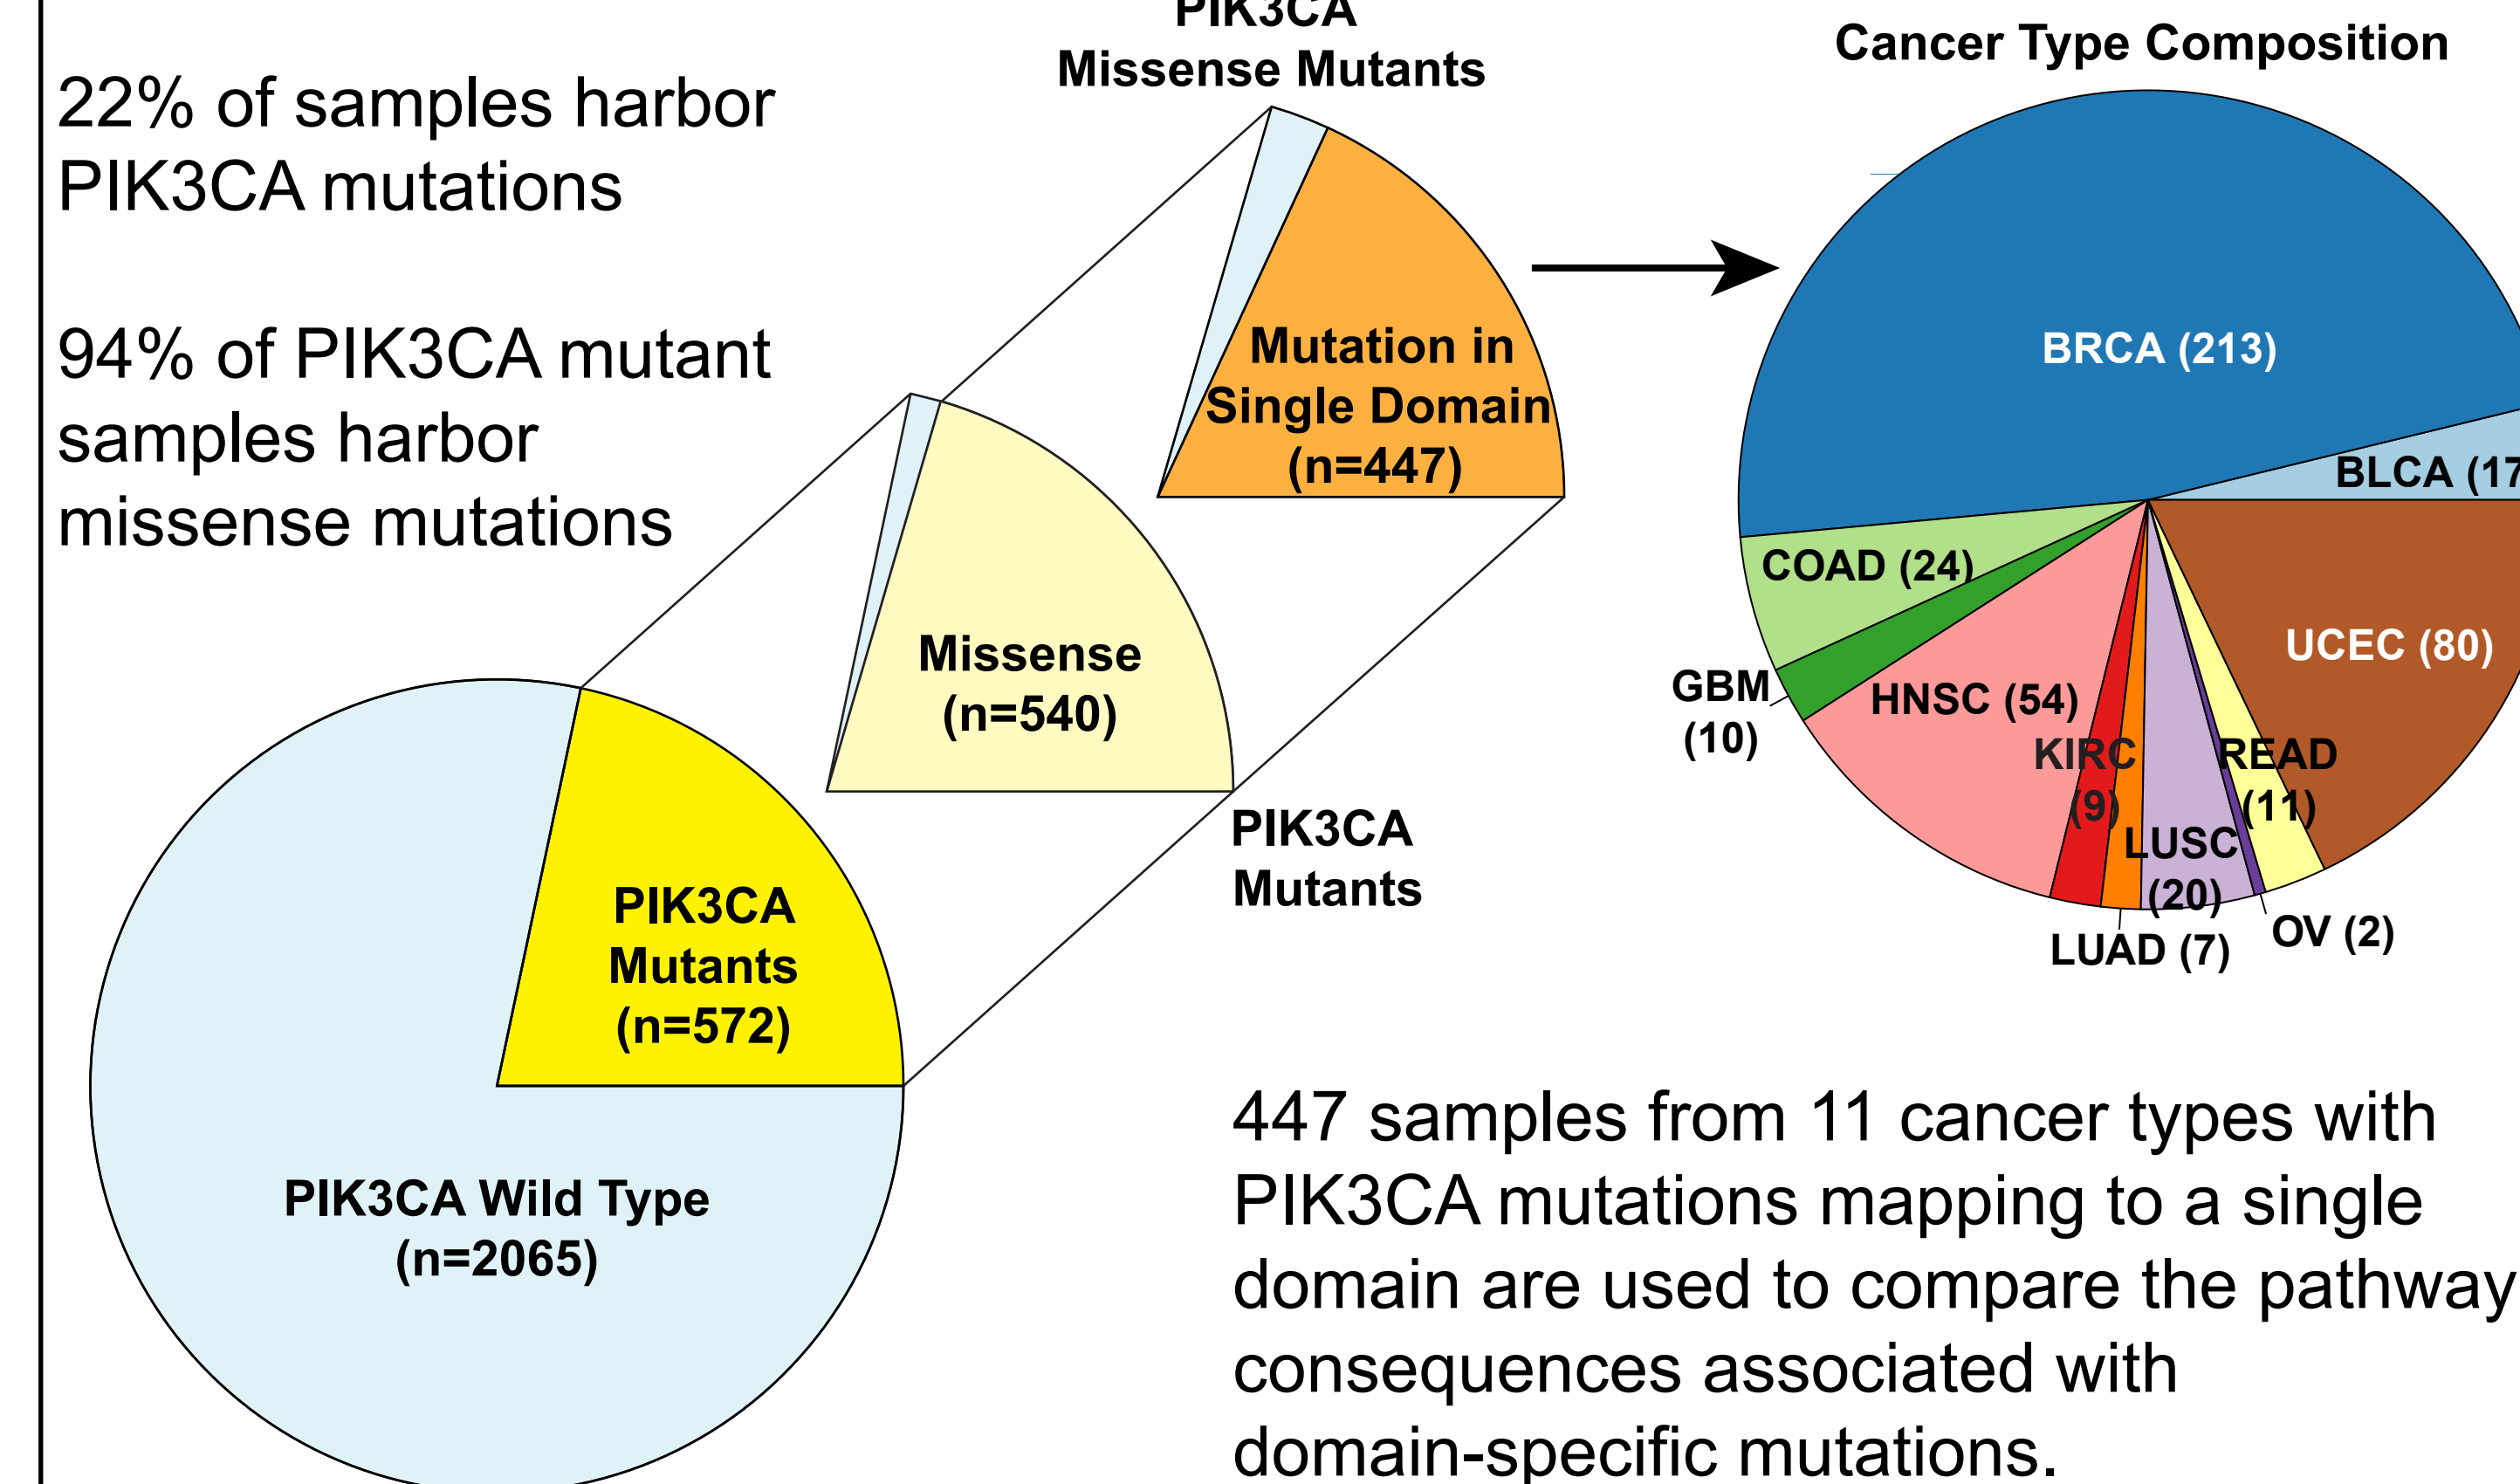 22% of samples harbor
PIK3CA mutations
94% of PIK3CA mutant
samples harbor
missense mutations
PIK3CA
Missense Mutants
Mutation in
Single Domain
(n=447)
Missense
(n=540)
PIK3CA
Mutants
PIK3CA
Mutants
(n=572)
PIK3CA Wild Type
(n=2065)
Cancer Type Composition
BRCA (213)
BLCA (17
COAD (24)
UCEC (80)
GBM
(10)
HNSC (54)
KIRC
(9)
READ
(11)
LUSC
(20)
LUAD (7)
OV (2)
447 samples from 11 cancer types with
PIK3CA mutations mapping to a single
domain are used to compare the pathway
consequences associated with
domain-specific mutations.